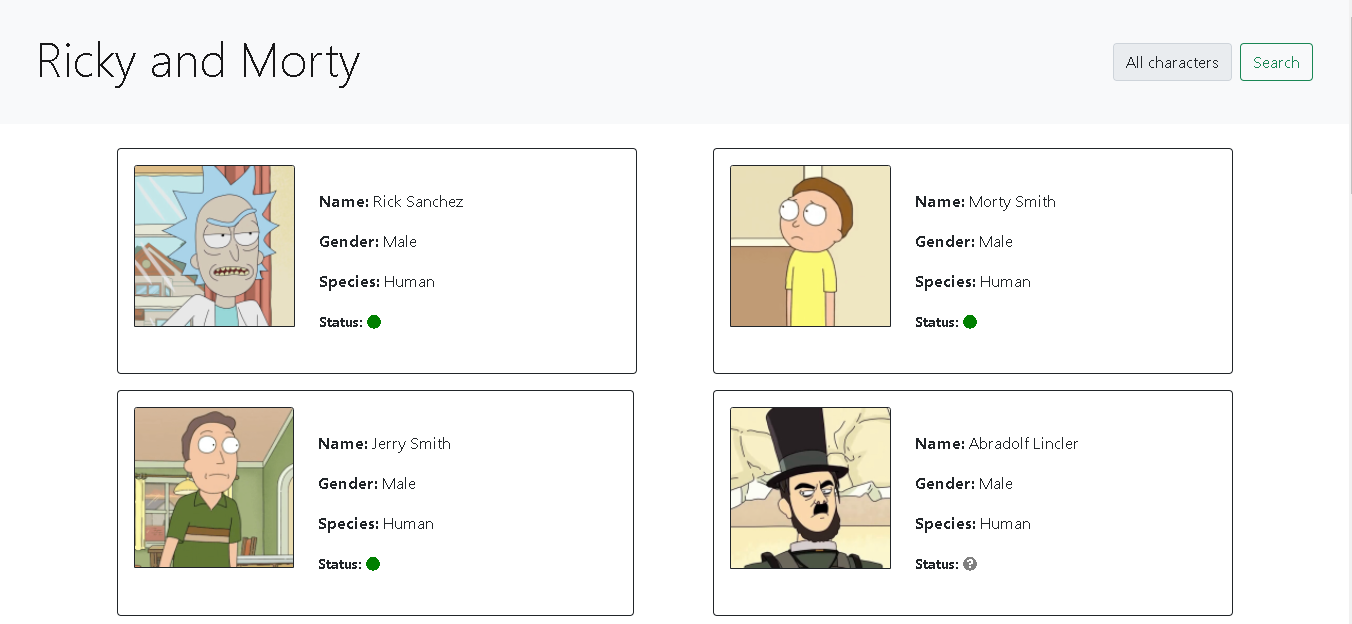 Ricky and Morty
All characters
Search
Name: Rick Sanchez
Gender: Male
Species: Human
Status:
Name: Morty Smith
Gender: Male
Species: Human
Status:
Name: Jerry Smith
Gender: Male
Species: Human
Status:
Name: Abradolf Lincler
Gender: Male
Species: Human
Status: ?